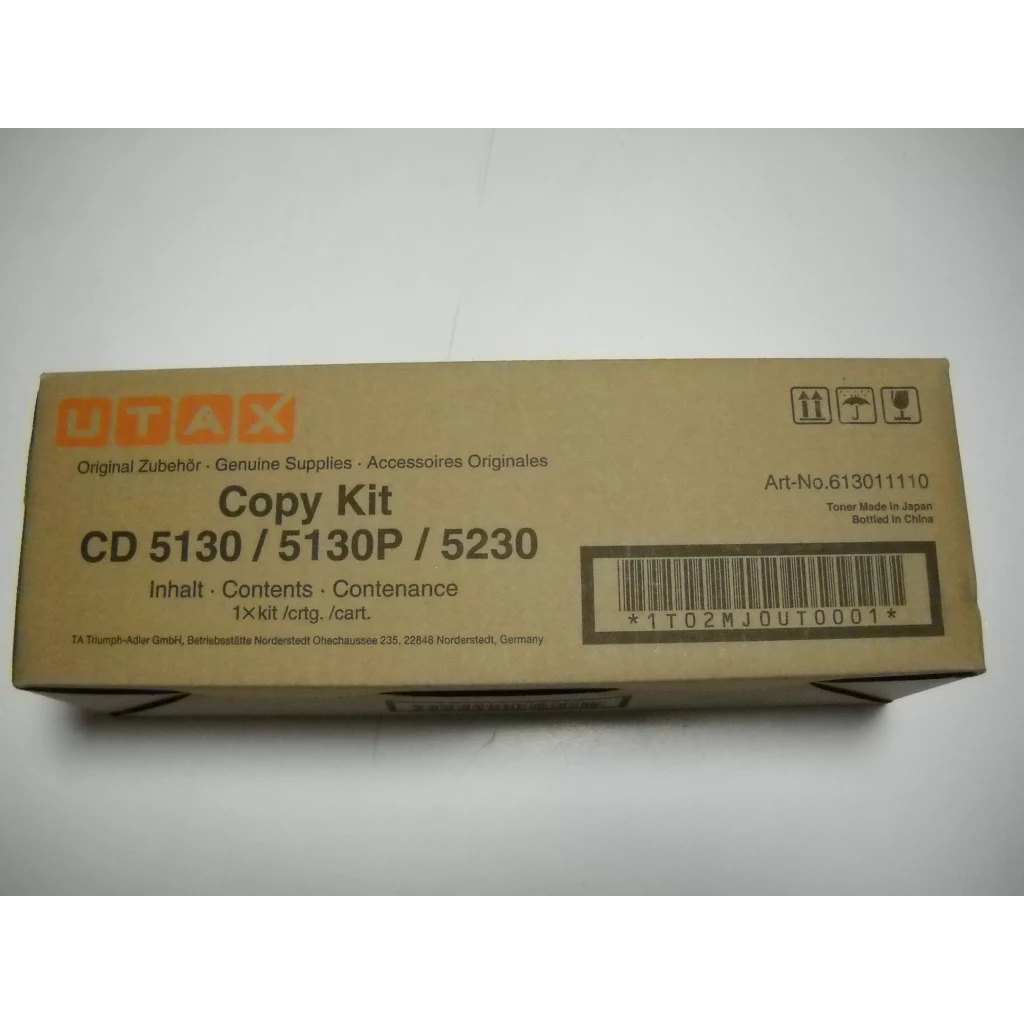 UTAX
Original Zubehör · Genuine Supplies · Accessoires Originales
Copy Kit
CD 5130 / 5130P / 5230
Inhalt · Contents · Contenance
1×kit /crtg. /cart.
TA Triumph-Adler GmbH, Betriebsstätte Norderstedt Ohechaussee 235, 22848 Norderstedt, Germany
Art-No.613011110
Toner Made in Japan
Bottled in China
*1T02MJ0UT0001*